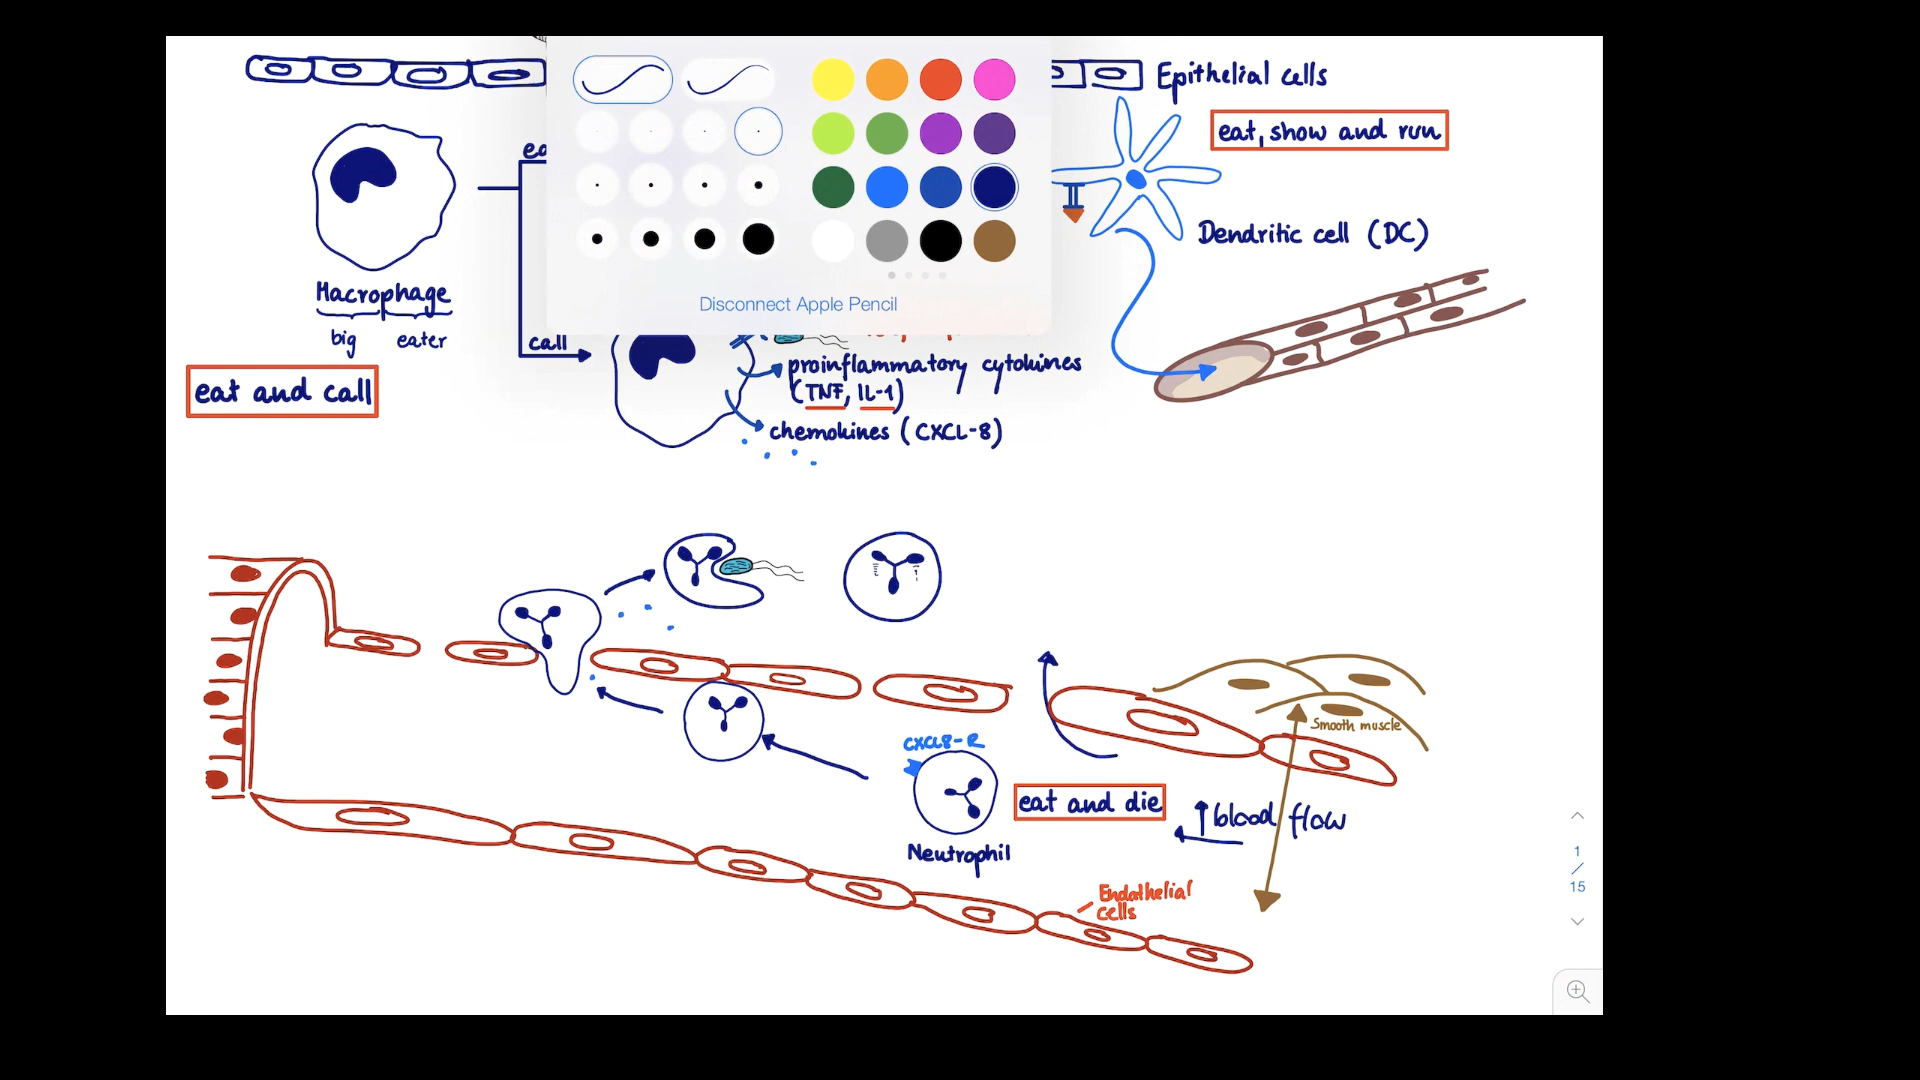 Epithelial cells
eat, show and run
ea
Dendritic cell (DC)
Macrophage
big eater
Disconnect Apple Pencil
call
proinflammatory cytokines
(TNF, IL-1)
eat and call
chemokines (CXCL-8)
Smooth muscle
CXCL8-R
eat and die
blood flow
Neutrophil
1
/
15
Endothelial
cells